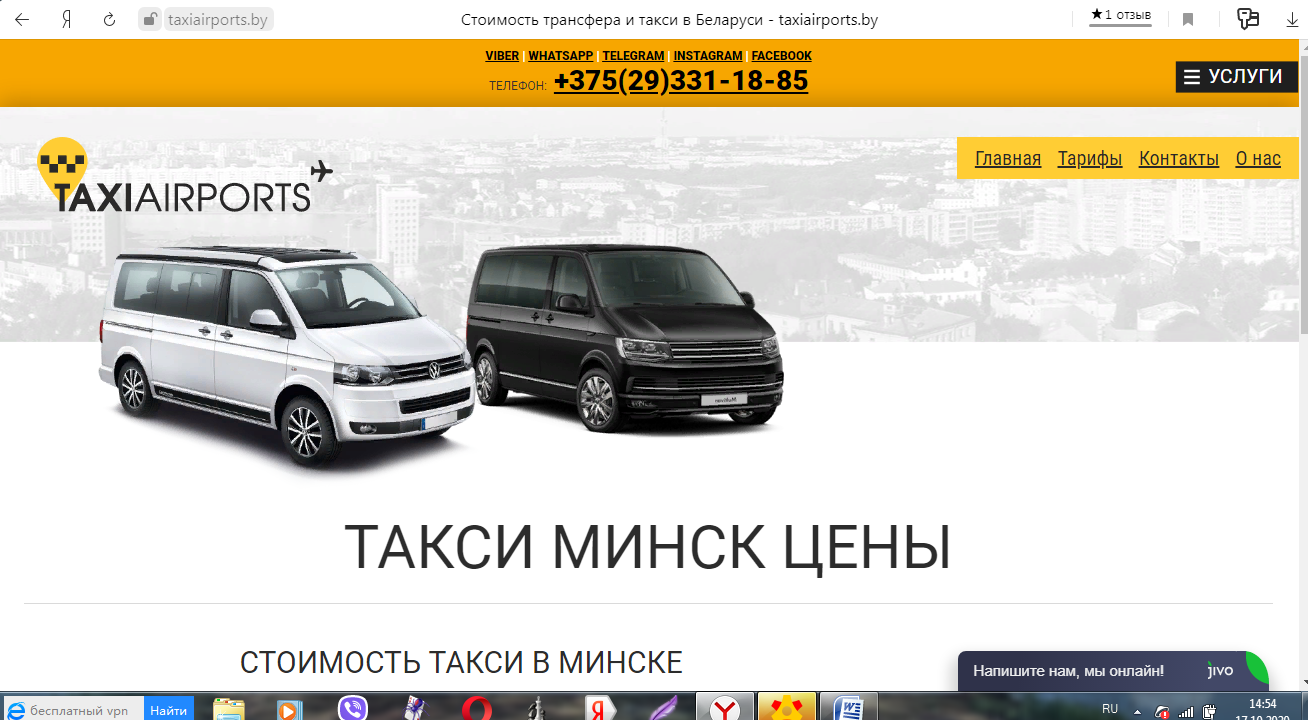 taxiairports.by
Стоимость трансфера и такси в Беларуси - taxiairports.by
★1 отзыв
VIBER | WHATSAPP | TELEGRAM | INSTAGRAM | FACEBOOK
ТЕЛЕФОН: +375(29)331-18-85
УСЛУГИ
TAXIAIRPORTS
Главная Тарифы Контакты О нас
ТАКСИ МИНСК ЦЕНЫ
СТОИМОСТЬ ТАКСИ В МИНСКЕ
Напишите нам, мы онлайн! jivo
бесплатный vpn Найти
RU 14:54
17.10.2020